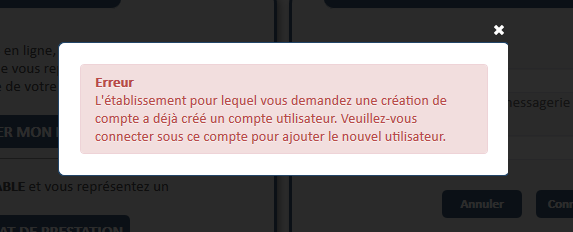 en ligne,
e vous re
de votre
Erreur
L'établissement pour lequel vous demandez une création de
compte a déjà créé un compte utilisateur. Veuillez-vous
connecter sous ce compte pour ajouter le nouvel utilisateur.
messagerie
ER MON
ABLE et vous représentez un
AT DE PRESTATION
Annuler
Conn